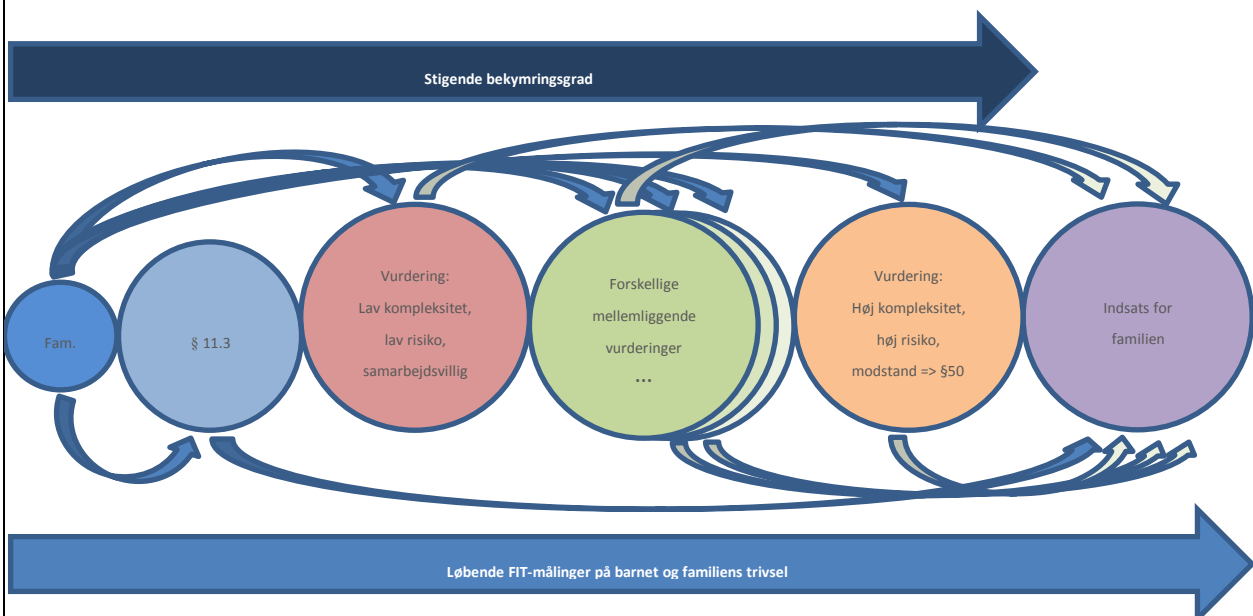 Stigende bekymringsgrad
Fam.
§ 11.3
Vurdering:
Lav kompleksitet,
lav risiko,
samarbejdsvillig
Forskellige
mellemliggende
vurderinger
...
Vurdering:
Høj kompleksitet,
høj risiko,
modstand => §50
Indsats for
familien
Løbende FIT-målinger på barnet og familiens trivsel